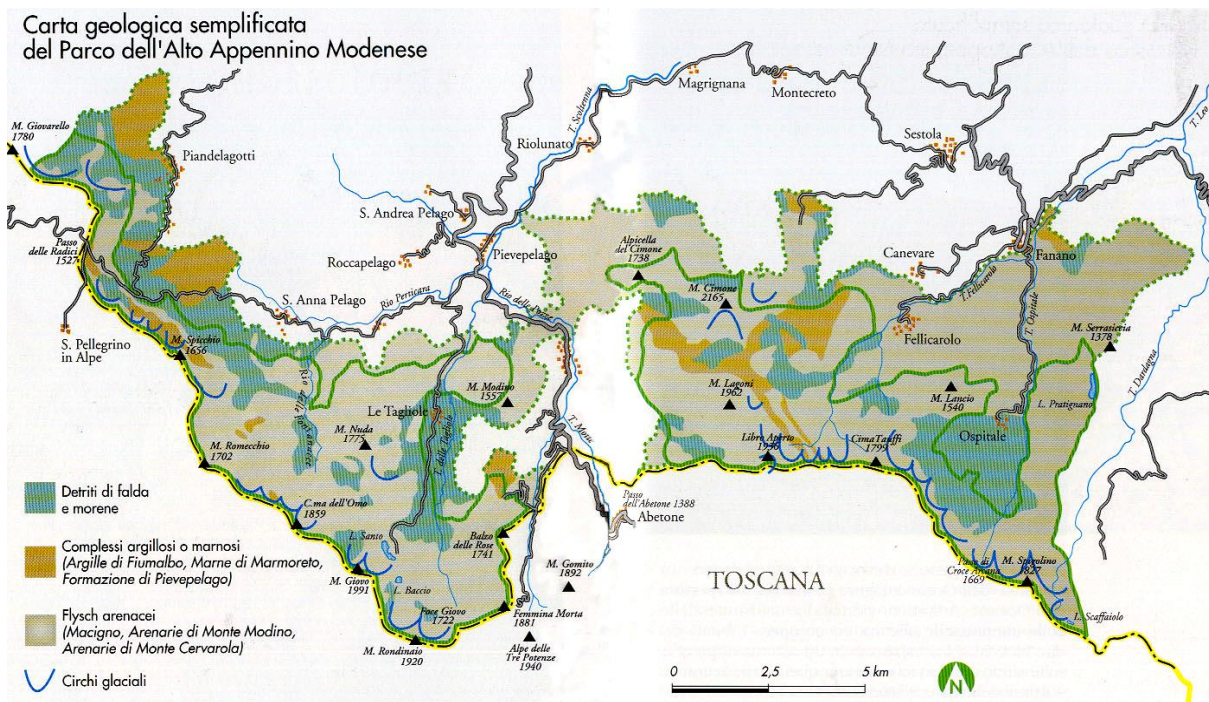 Carta geologica semplificata
del Parco dell'Alto Appennino Modenese
M. Giovarello
1780
Piandelagotti
Passo
delle Radici
1527
S. Pellegrino
in Alpe
M. Spicchio
1656
S. Anna Pelago
Rio Perticara
Roccapelago
S. Andrea Pelago
Pievepelago
Riolunato
T. Scoltenna
Magrignana
Montecreto
Sestola
T. Leo
Alpicella
del Cimone
1738
M. Cimone
2165
Canevare
Fanano
T. Fellicarolo
T. Ospitale
Fellicarolo
M. Serrasiccia
1378
T. Dardagna
M. Modino
1557
Le Tagliole
T. delle Tagliole
M. Nuda
1775
M. Romecchio
1702
M. Lagoni
1962
M. Lancio
1540
L. Pratignano
Ospitale
Libro Aperto
1936
Cima Tauffi
1799
C.ma dell'Omo
1859
L. Santo
M. Giovo
1991
L. Baccio
Foce Giovo
1722
M. Rondinaio
1920
Balzo
delle Rose
1741
Femmina Morta
1881
Alpe delle
Tre Potenze
1940
M. Gomito
1892
Passo
dell'Abetone 1388
Abetone
TOSCANA
Passo di
Croce Arcana
1669
M. Spigolino
1827
L. Scaffaiolo
Detriti di falda
e morene
Complessi argillosi o marnosi
(Argille di Fiumalbo, Marne di Marmoreto,
Formazione di Pievepelago)
Flysch arenacei
(Macigno, Arenarie di Monte Modino,
Arenarie di Monte Cervarola)
Circhi glaciali
0 2,5 5 km
N